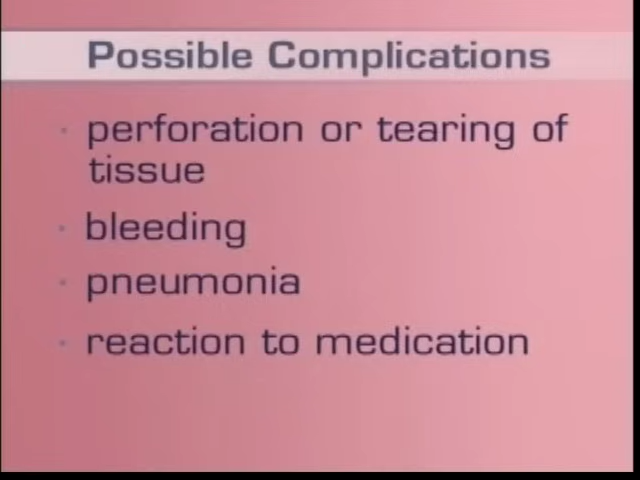 Possible Complications
· perforation or tearing of
tissue
· bleeding
· pneumonia
· reaction to medication